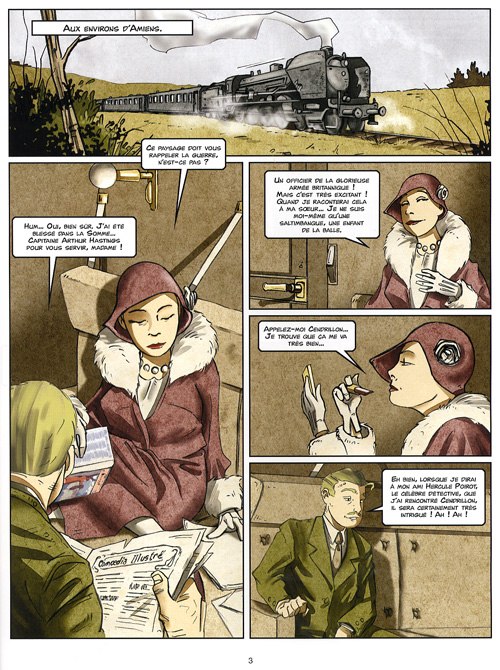 Aux environs d'Amiens.
Ce paysage doit vous
rappeler la guerre,
n'est-ce pas ?
Hum... Oui, bien sûr. J'ai été
blessé dans la Somme...
Capitaine Arthur Hastings
pour vous servir, madame !
Comoedia Illustré
Un officier de la glorieuse
armée britannique !
Mais c'est très excitant !
Quand je raconterai cela
à ma sœur... Je ne suis
moi-même qu'une
saltimbanque, une enfant
de la balle.
Appelez-moi Cendrillon...
Je trouve que ça me va
très bien...
Eh bien, lorsque je dirai
à mon ami Hercule Poirot,
le célèbre détective, que
j'ai rencontré Cendrillon,
il sera certainement très
intrigué ! Ah ! Ah !
3